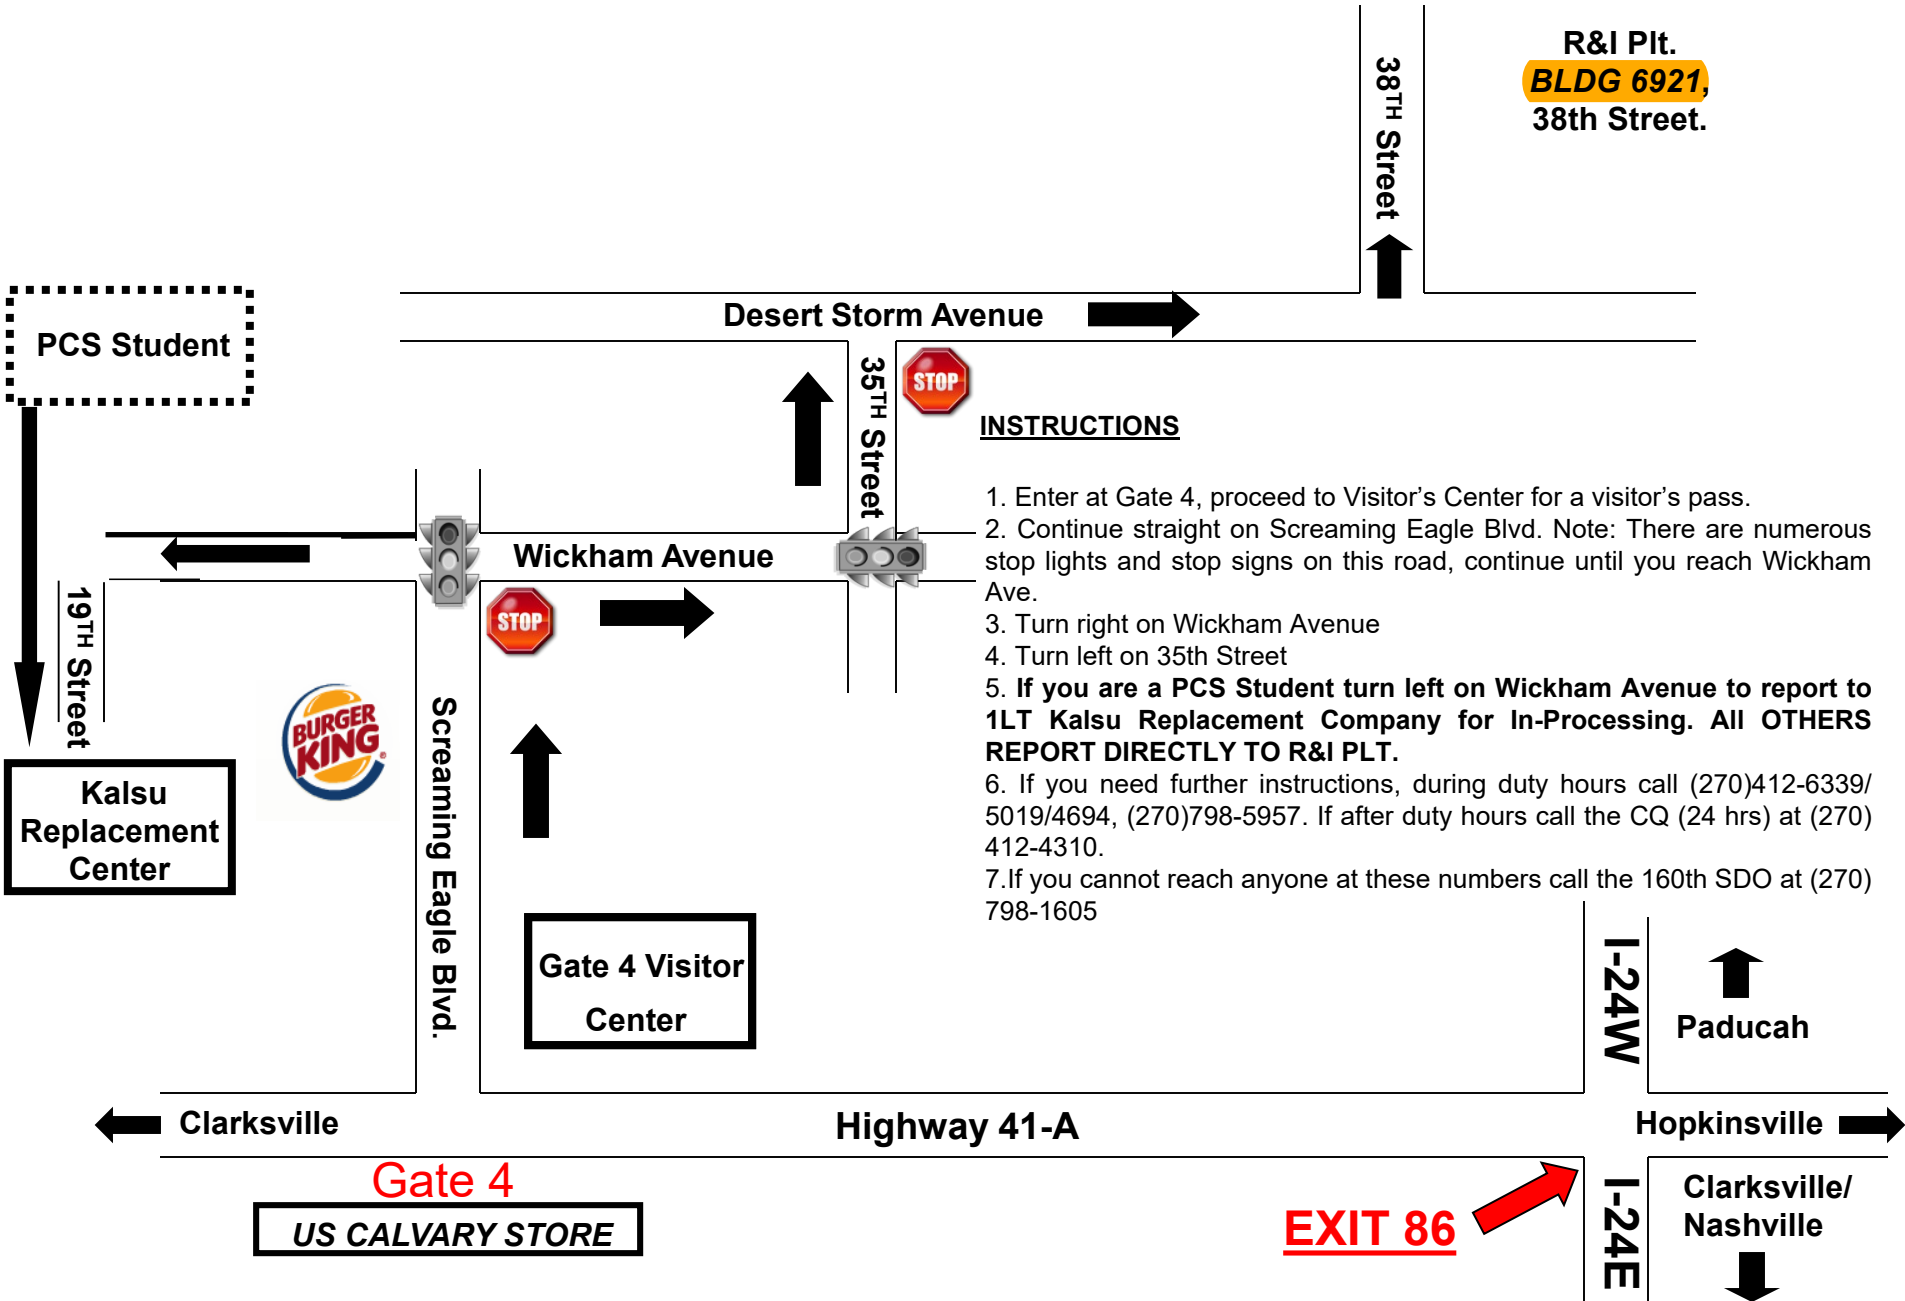 R&I Plt.
BLDG 6921,
38th Street.
38TH Street
Desert Storm Avenue
PCS Student
35TH Street
STOP
INSTRUCTIONS
1. Enter at Gate 4, proceed to Visitor’s Center for a visitor’s pass.
2. Continue straight on Screaming Eagle Blvd. Note: There are numerous
stop lights and stop signs on this road, continue until you reach Wickham
Ave.
3. Turn right on Wickham Avenue
4. Turn left on 35th Street
5. If you are a PCS Student turn left on Wickham Avenue to report to
1LT Kalsu Replacement Company for In-Processing. All OTHERS
REPORT DIRECTLY TO R&I PLT.
6. If you need further instructions, during duty hours call (270)412-6339/
5019/4694, (270)798-5957. If after duty hours call the CQ (24 hrs) at (270)
412-4310.
7.If you cannot reach anyone at these numbers call the 160th SDO at (270)
798-1605
Wickham Avenue
STOP
19TH Street
BURGER
KING
®
Screaming Eagle Blvd.
Kalsu
Replacement
Center
Gate 4 Visitor
Center
I-24W
Paducah
Clarksville
Highway 41-A
Hopkinsville
Gate 4
US CALVARY STORE
EXIT 86
I-24E
Clarksville/
Nashville